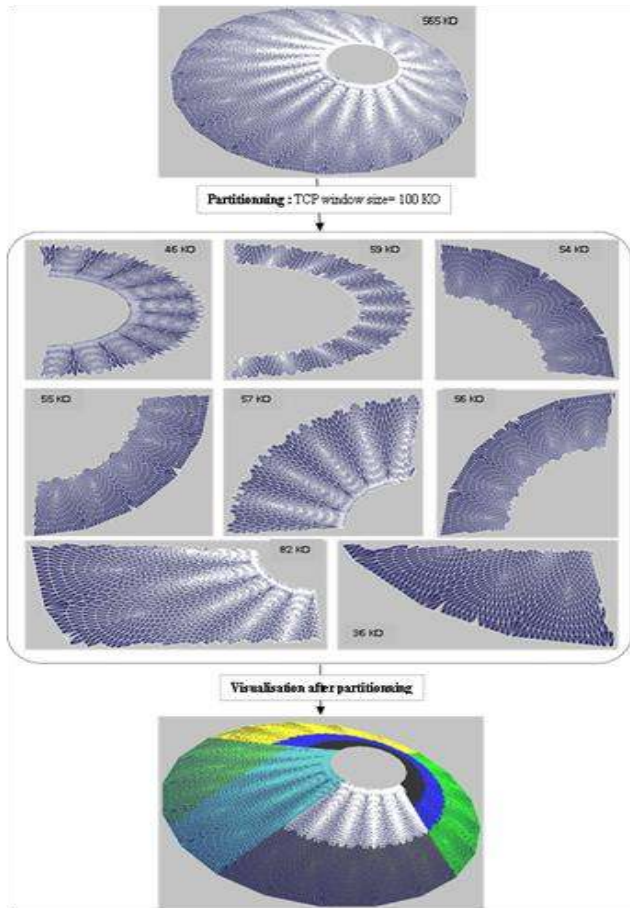 565 KO
Partitionning : TCP window size= 100 KO
46 KO
59 KO
54 KO
55 KO
57 KO
56 KO
82 KO
36 KO
Visualisation after partitionning